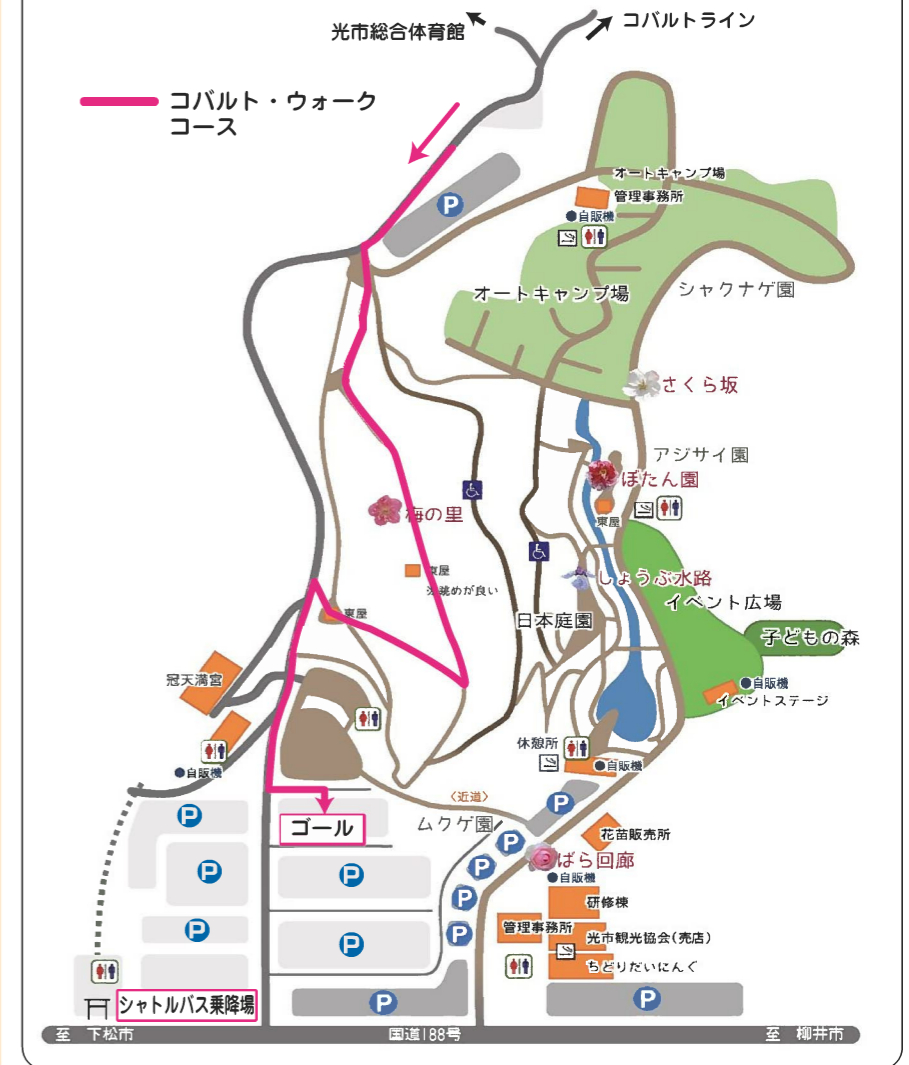 光市総合体育館
コバルトライン
コバルト・ウォーク
コース
P
オートキャンプ場
管理事務所
●自販機
オートキャンプ場
シャクナゲ園
さくら坂
アジサイ園
ぼたん園
東屋
梅の里
しょうぶ水路
東屋
※眺めが良い
イベント広場
日本庭園
東屋
子どもの森
冠天満宮
●自販機
イベントステージ
休憩所
●自販機
●自販機
〈近道〉
P
P
ムクゲ園
ゴール
花苗販売所
P
ばら回廊
P
P
P
●自販機
P
研修棟
P
P
管理事務所
光市観光協会(売店)
P
P
ちどりだいにんぐ
シャトルバス乗降場
P
P
至 下松市
国道188号
至 柳井市